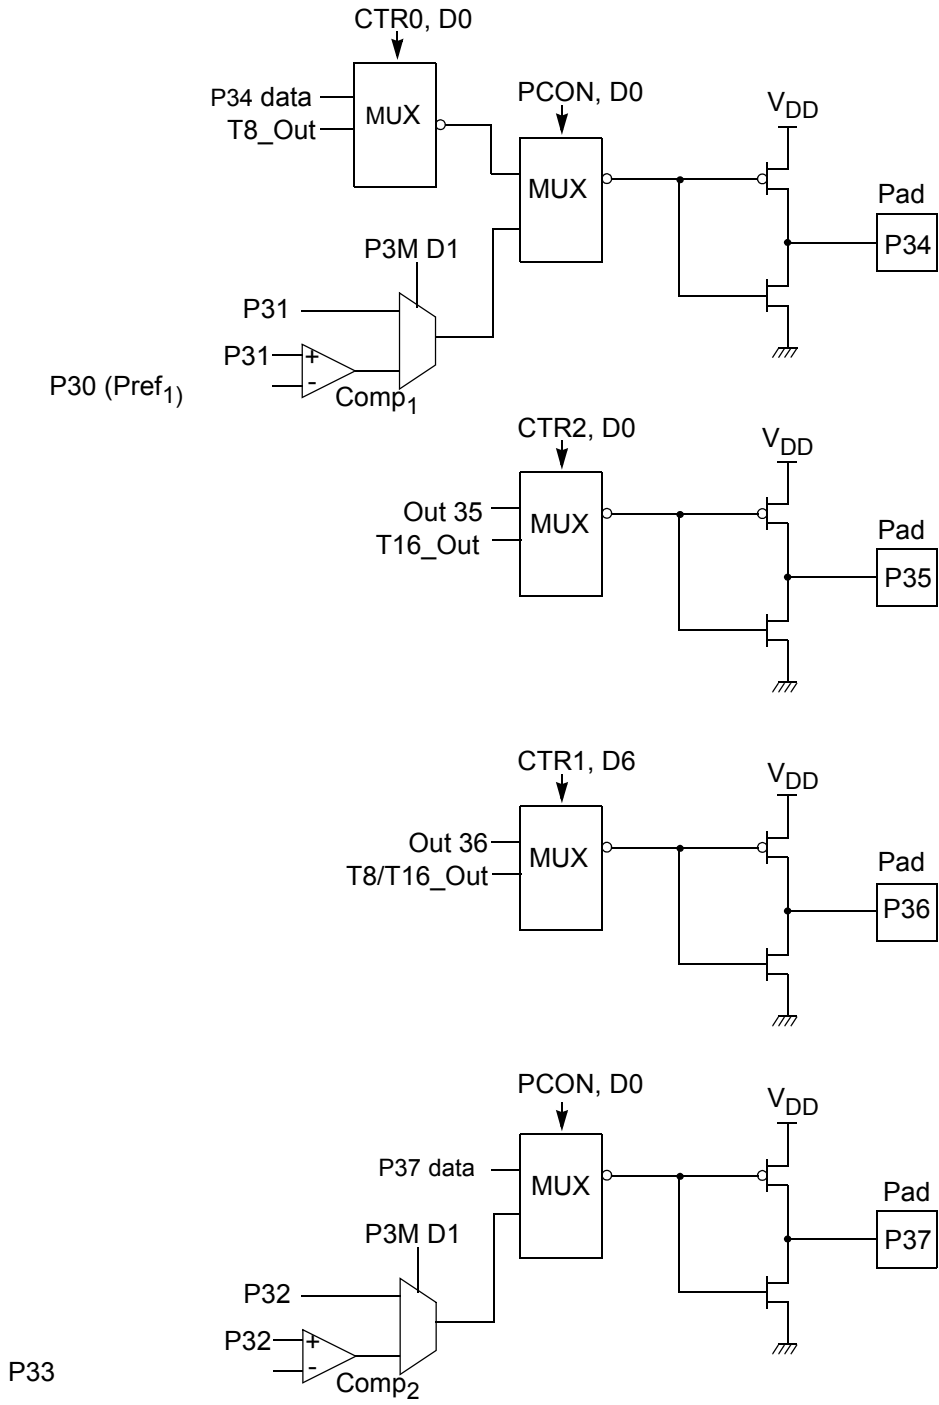 CTR0, D0
P34 data
T8_Out
MUX
PCON, D0
MUX
VDD
Pad
P34
P3M D1
P31
P31
+
-
P30 (Pref1)
Comp1
CTR2, D0
Out 35
T16_Out
MUX
VDD
Pad
P35
CTR1, D6
Out 36
T8/T16_Out
MUX
VDD
Pad
P36
PCON, D0
P37 data
MUX
VDD
Pad
P37
P3M D1
P32
P32
+
-
P33
Comp2